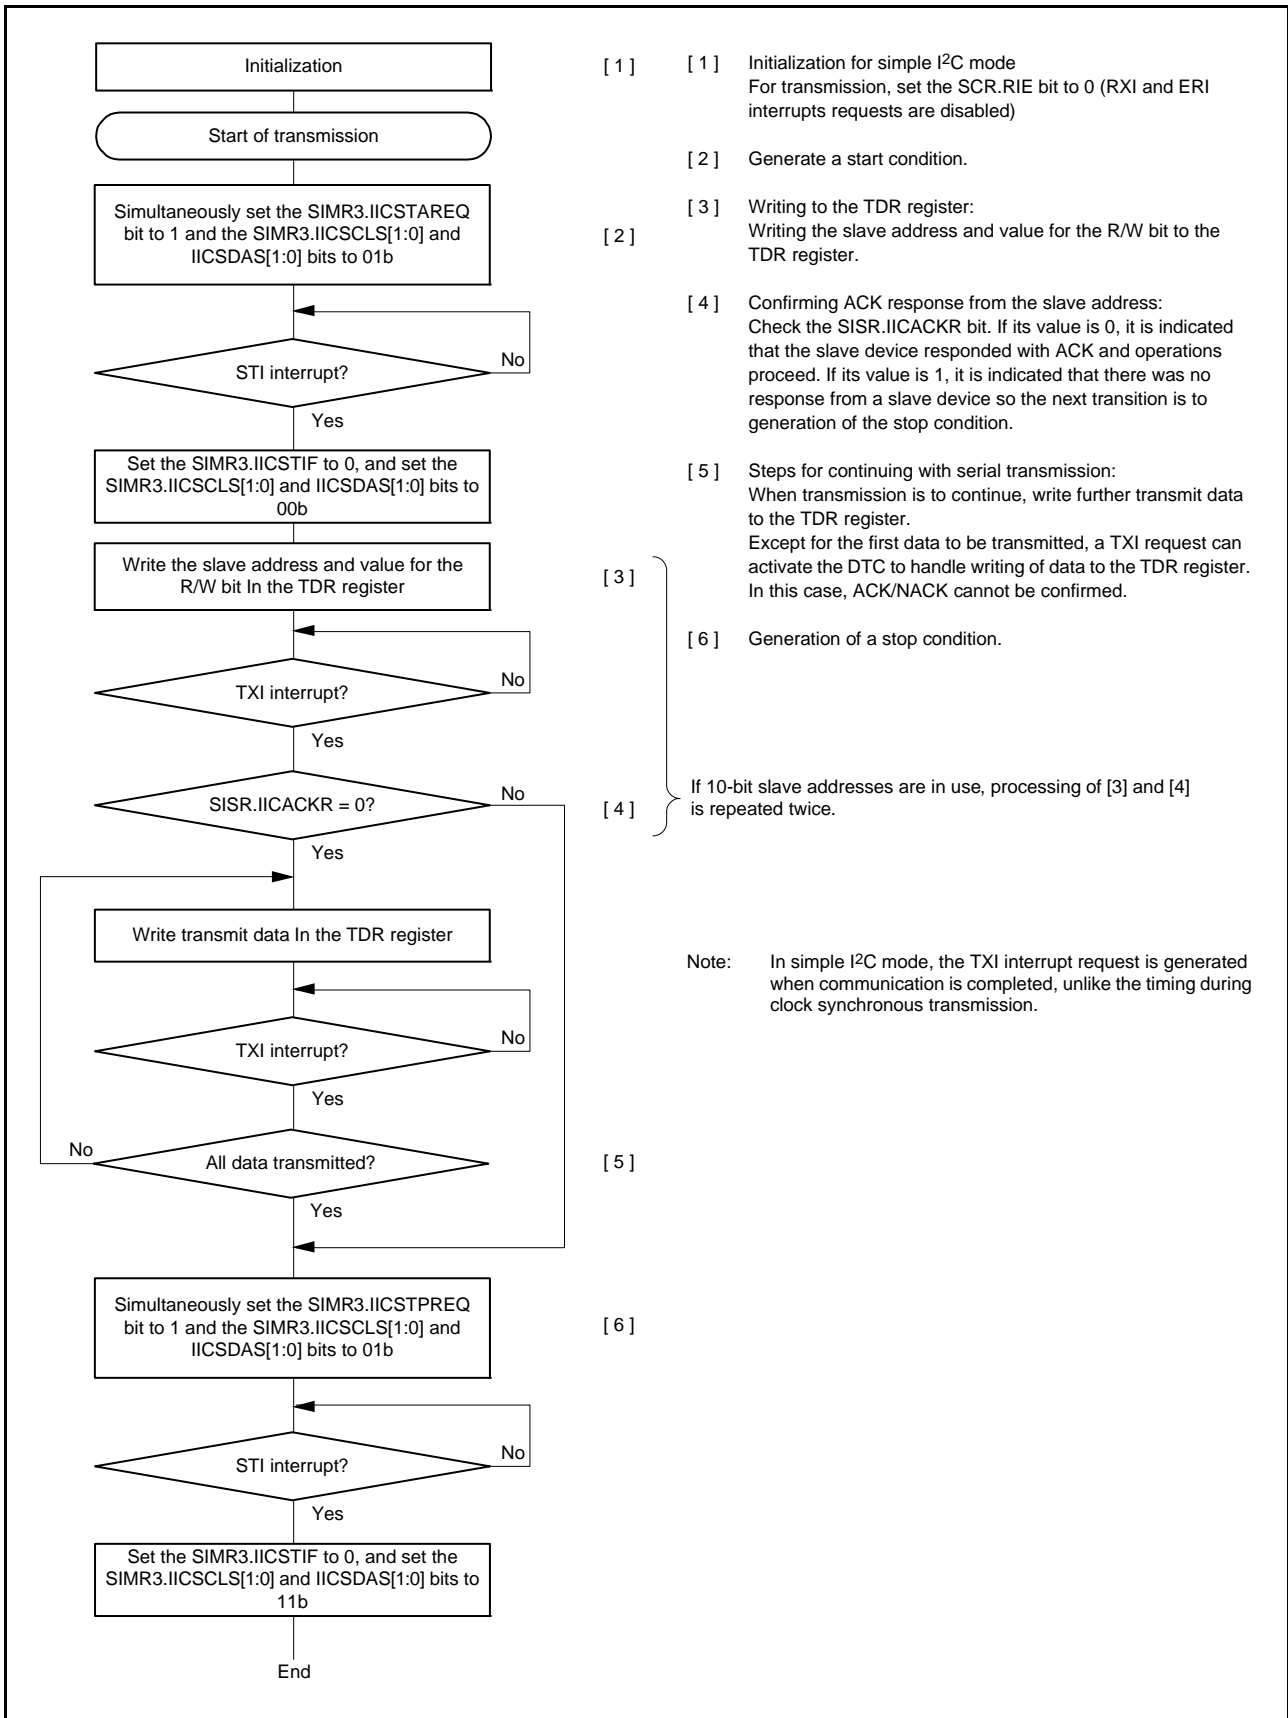 Initialization
[ 1 ]
Start of transmission
Simultaneously set the SIMR3.IICSTAREQ
bit to 1 and the SIMR3.IICSCLS[1:0] and
IICSDAS[1:0] bits to 01b
[ 2 ]
STI interrupt?
No
Yes
Set the SIMR3.IICSTIF to 0, and set the
SIMR3.IICSCLS[1:0] and IICSDAS[1:0] bits to
00b
Write the slave address and value for the
R/W bit In the TDR register
[ 3 ]
TXI interrupt?
No
Yes
SISR.IICACKR = 0?
No
[ 4 ]
Yes
Write transmit data In the TDR register
TXI interrupt?
No
Yes
No
All data transmitted?
[ 5 ]
Yes
Simultaneously set the SIMR3.IICSTPREQ
bit to 1 and the SIMR3.IICSCLS[1:0] and
IICSDAS[1:0] bits to 01b
[ 6 ]
STI interrupt?
No
Yes
Set the SIMR3.IICSTIF to 0, and set the
SIMR3.IICSCLS[1:0] and IICSDAS[1:0] bits to
11b
End
[ 1 ] Initialization for simple I2C mode
For transmission, set the SCR.RIE bit to 0 (RXI and ERI
interrupts requests are disabled)
[ 2 ] Generate a start condition.
[ 3 ] Writing to the TDR register:
Writing the slave address and value for the R/W bit to the
TDR register.
[ 4 ] Confirming ACK response from the slave address:
Check the SISR.IICACKR bit. If its value is 0, it is indicated
that the slave device responded with ACK and operations
proceed. If its value is 1, it is indicated that there was no
response from a slave device so the next transition is to
generation of the stop condition.
[ 5 ] Steps for continuing with serial transmission:
When transmission is to continue, write further transmit data
to the TDR register.
Except for the first data to be transmitted, a TXI request can
activate the DTC to handle writing of data to the TDR register.
In this case, ACK/NACK cannot be confirmed.
[ 6 ] Generation of a stop condition.
If 10-bit slave addresses are in use, processing of [3] and [4]
is repeated twice.
Note: In simple I2C mode, the TXI interrupt request is generated
when communication is completed, unlike the timing during
clock synchronous transmission.